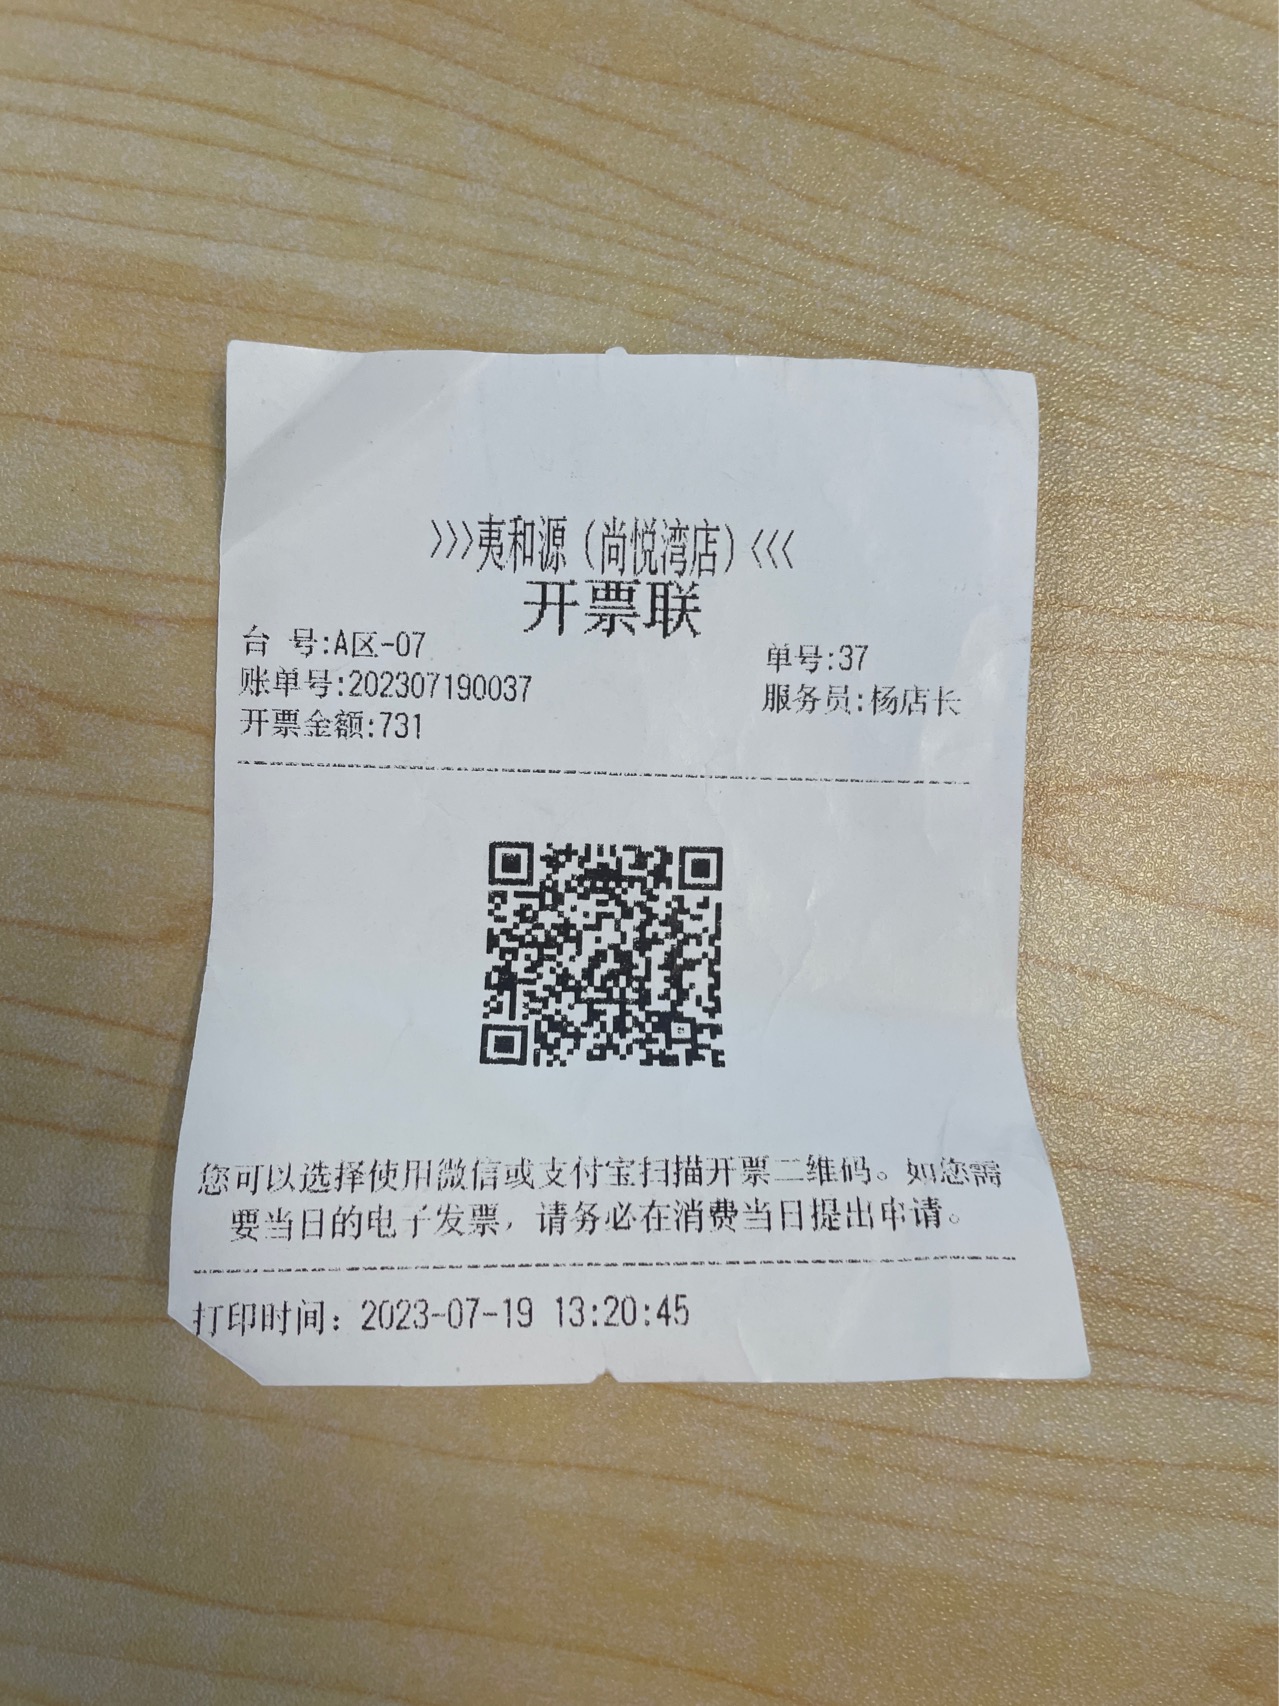 >>>夷和源（尚悦湾店）<<<
开票联
台 号:A区-07
单号:37
账单号:202307190037
服务员:杨店长
开票金额:731
您可以选择使用微信或支付宝扫描开票二维码。如您需
要当日的电子发票，请务必在消费当日提出申请。
打印时间：2023-07-19 13:20:45